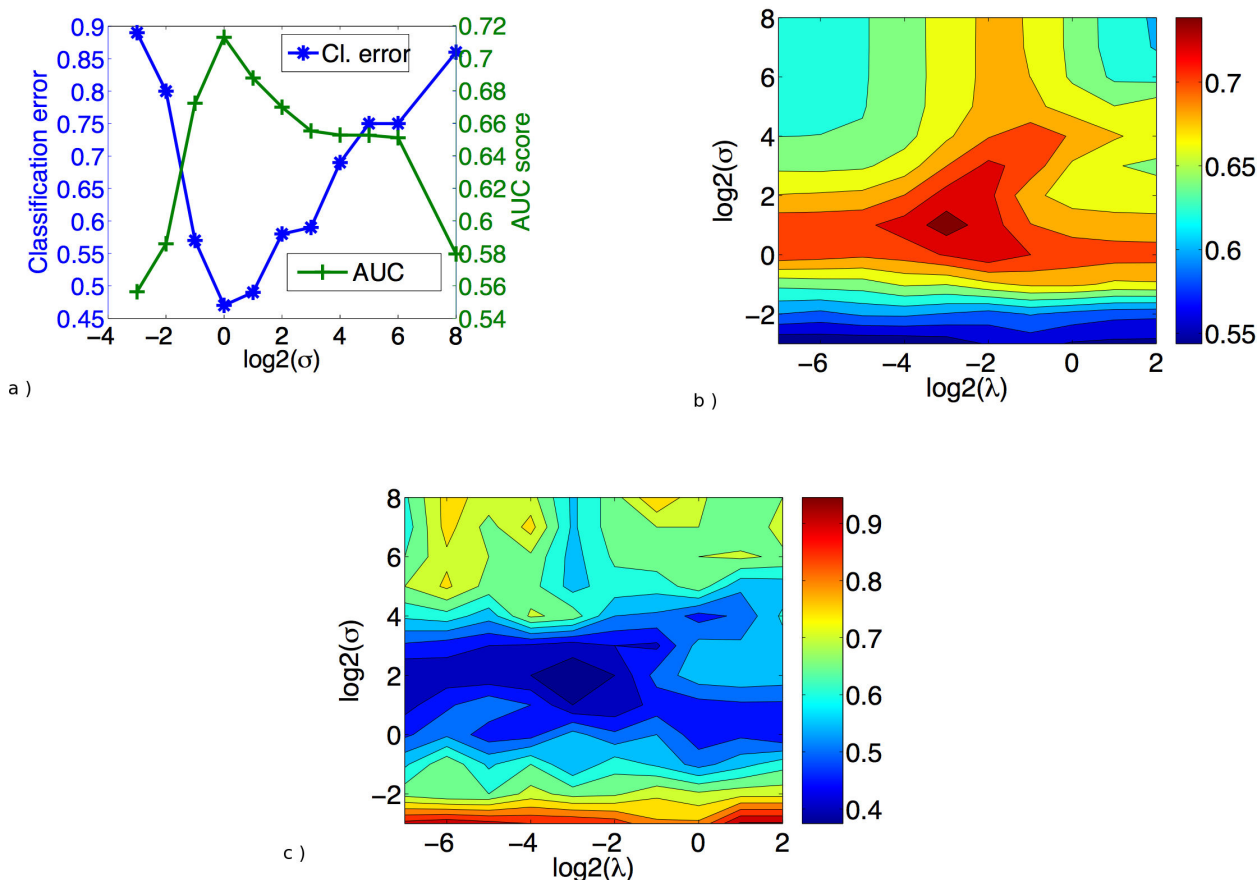 0.9
0.85
0.8
0.75
0.7
0.65
0.6
0.55
0.5
0.45
Classification error
Cl. error
AUC
0.72
0.7
0.68
0.66
0.64
0.62
0.6
0.58
0.56
0.54
AUC score
−4 −2 0 2 4 6 8
log2(σ)
a )
8
6
4
2
0
−2
log2(σ)
−6 −4 −2 0 2
log2(λ)
0.7
0.65
0.6
0.55
b )
8
6
4
2
0
−2
log2(σ)
−6 −4 −2 0 2
log2(λ)
0.9
0.8
0.7
0.6
0.5
0.4
c )